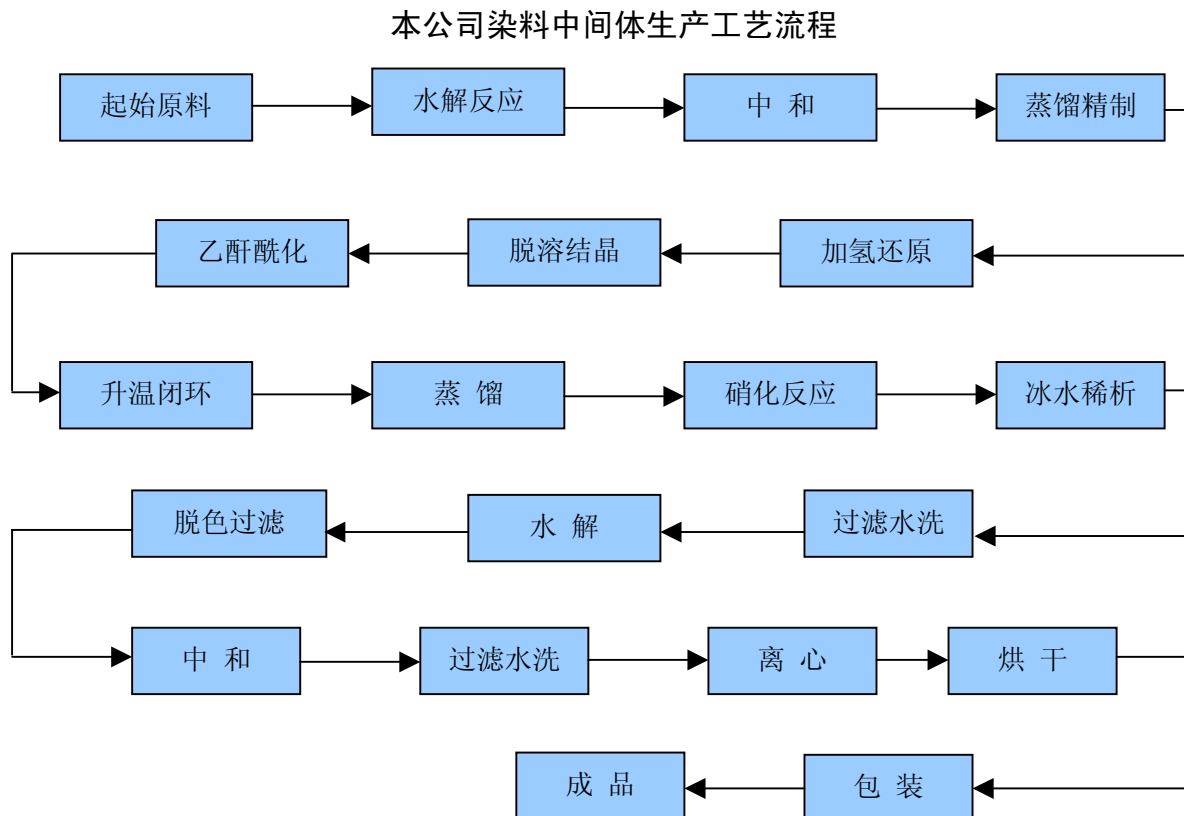 本公司染料中间体生产工艺流程
起始原料
水解反应
中 和
蒸馏精制
加氢还原
脱溶结晶
乙酐酰化
升温闭环
蒸 馏
硝化反应
冰水稀析
过滤水洗
水 解
脱色过滤
中 和
过滤水洗
离 心
烘 干
包 装
成 品